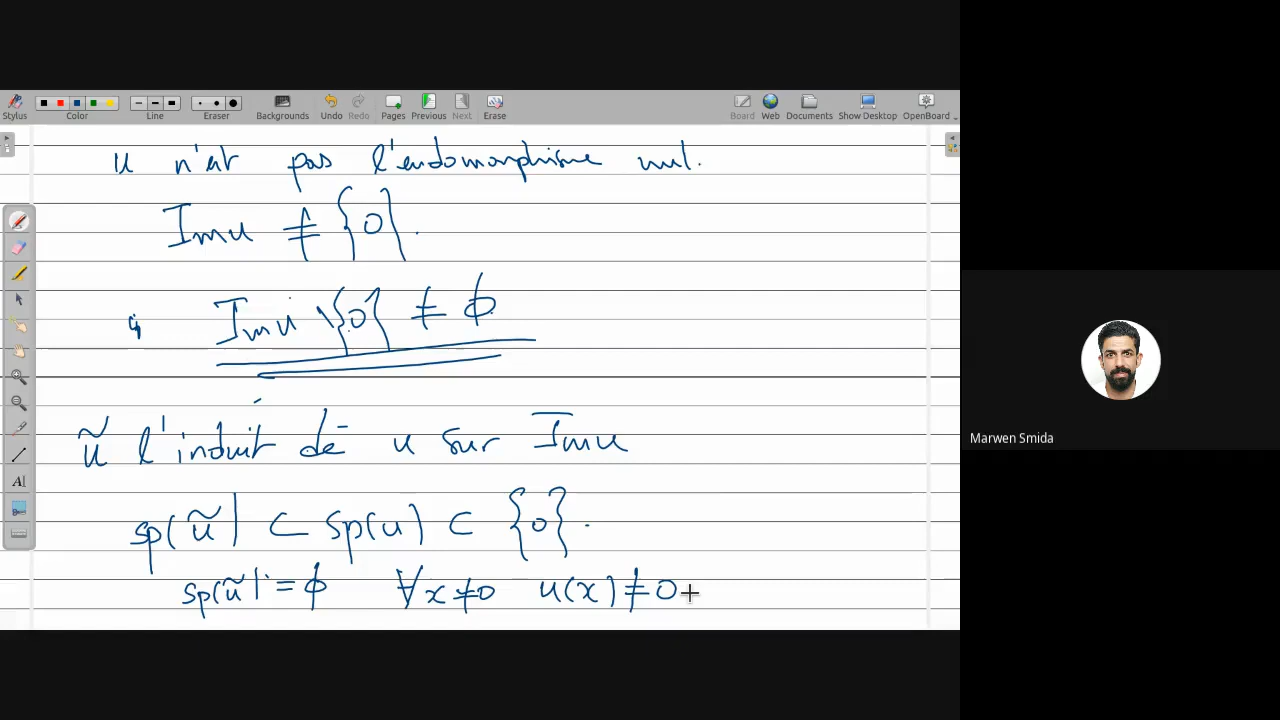 Stylus
Color
Line
Eraser
Backgrounds
Undo
Redo
Pages
Previous
Next
Erase
Board
Web
Documents
Show Desktop
OpenBoard
u n'est pas l'endomorphisme nul.
Im u ≠ {0}.
Im u \{0} ≠ ϕ
ũ l'induit de u sur Im u
sp(ũ) ⊂ sp(u) ⊂ {0}.
sp(ũ) = ϕ ∀x≠0 u(x) ≠ 0
Marwen Smida